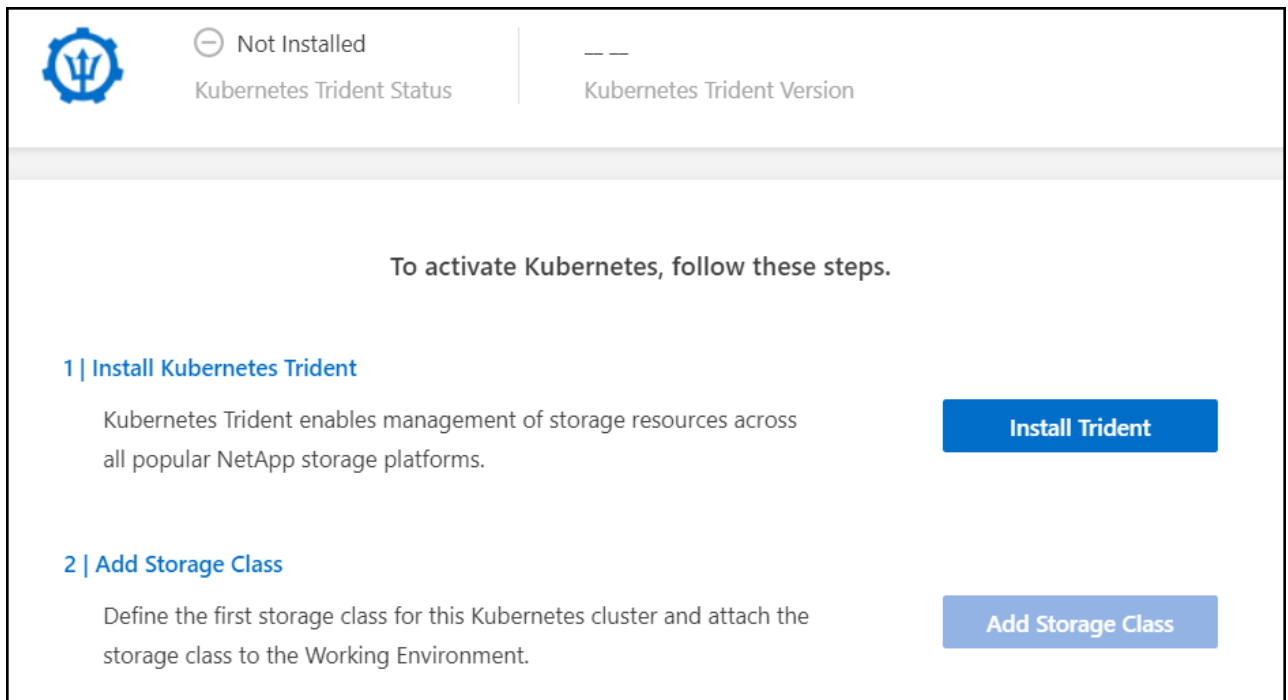 Not Installed
__ __
Kubernetes Trident Status
Kubernetes Trident Version
To activate Kubernetes, follow these steps.
1 | Install Kubernetes Trident
Kubernetes Trident enables management of storage resources across
all popular NetApp storage platforms.
Install Trident
2 | Add Storage Class
Define the first storage class for this Kubernetes cluster and attach the
storage class to the Working Environment.
Add Storage Class